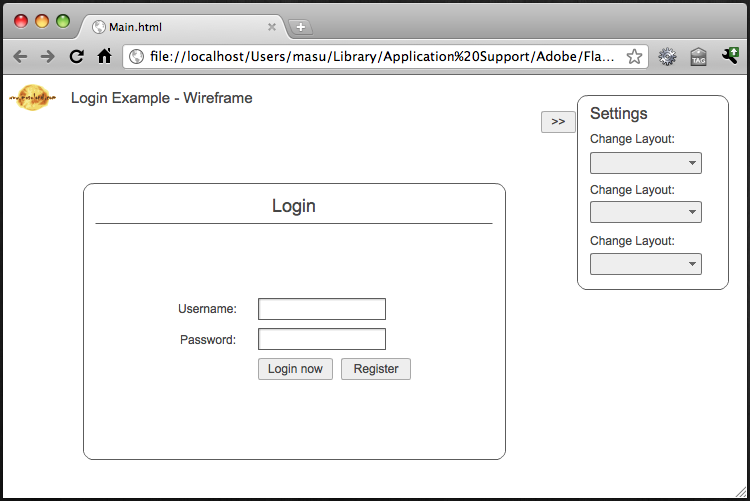 Main.html
file://localhost/Users/masu/Library/Application%20Support/Adobe/Fla...
TAG
Login Example - Wireframe
>>
Settings
Change Layout:
Change Layout:
Change Layout:
Login
Username:
Password:
Login now
Register